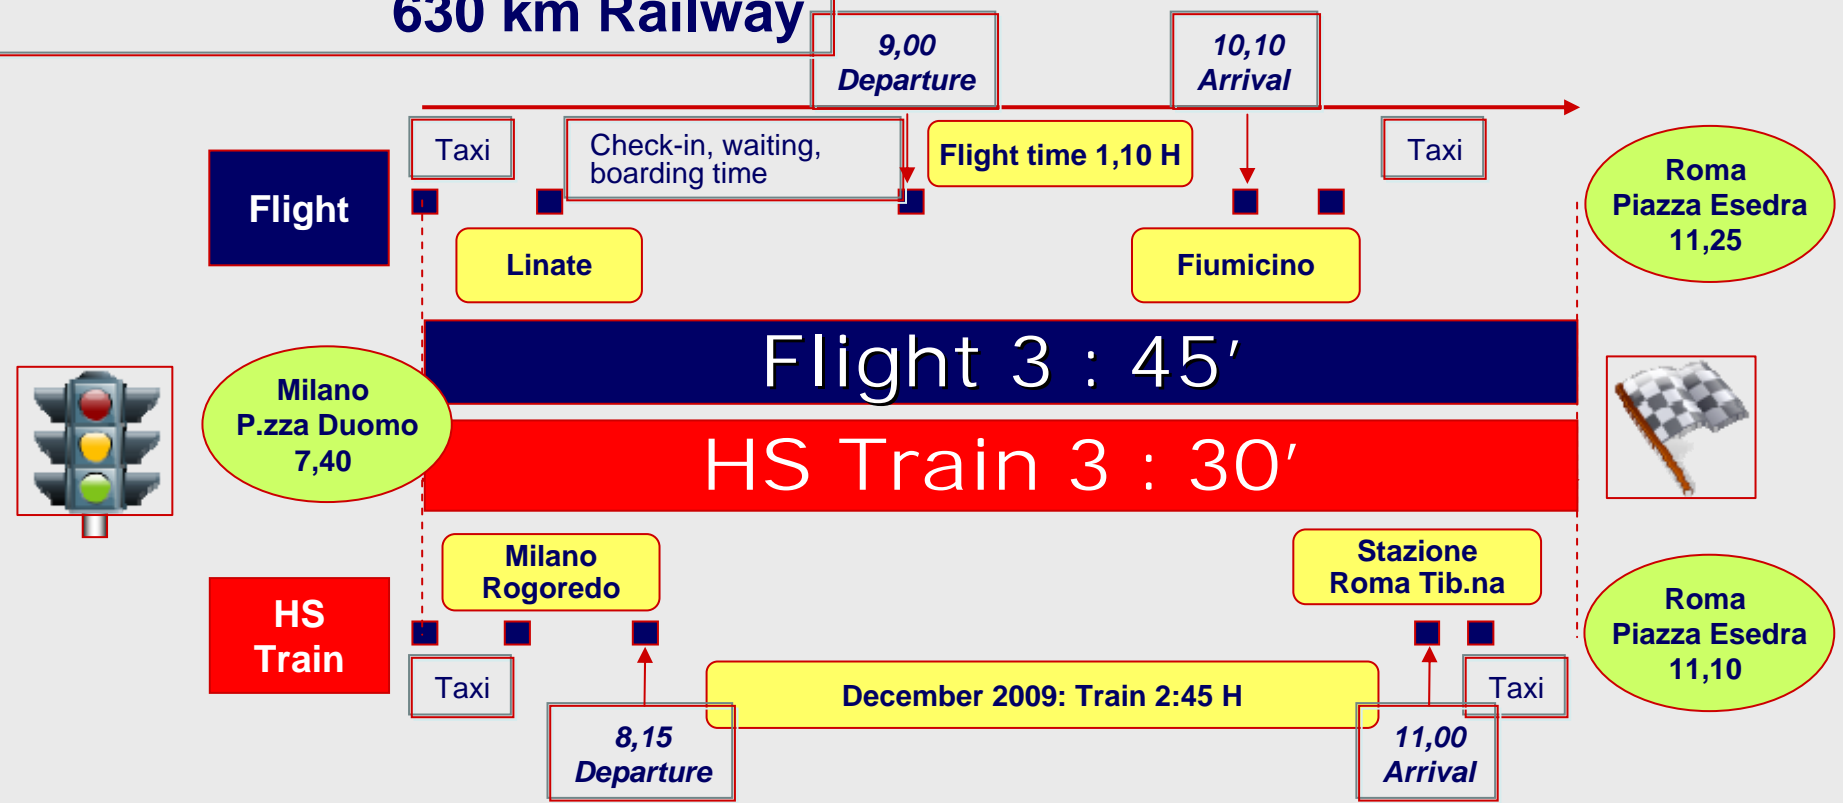 630 km Railway
9,00
Departure
10,10
Arrival
Taxi
Check-in, waiting,
boarding time
Flight time 1,10 H
Taxi
Flight
Roma
Piazza Esedra
11,25
Linate
Fiumicino
Flight 3 : 45′
Milano
P.zza Duomo
7,40
HS Train 3 : 30′
Milano
Rogoredo
Stazione
Roma Tib.na
HS
Train
Roma
Piazza Esedra
11,10
Taxi
December 2009: Train 2:45 H
Taxi
8,15
Departure
11,00
Arrival